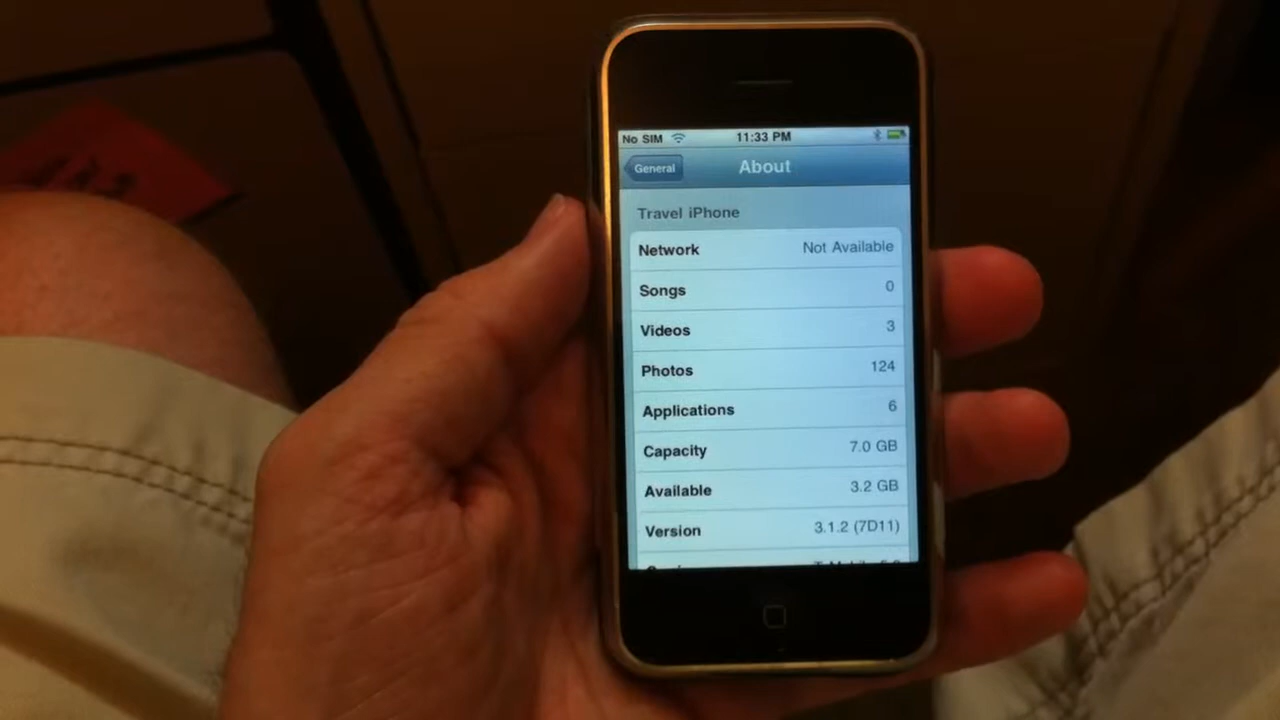 No SIM 11:33 PM
General About
Travel iPhone
Network Not Available
Songs 0
Videos 3
Photos 124
Applications 6
Capacity 7.0 GB
Available 3.2 GB
Version 3.1.2 (7D11)